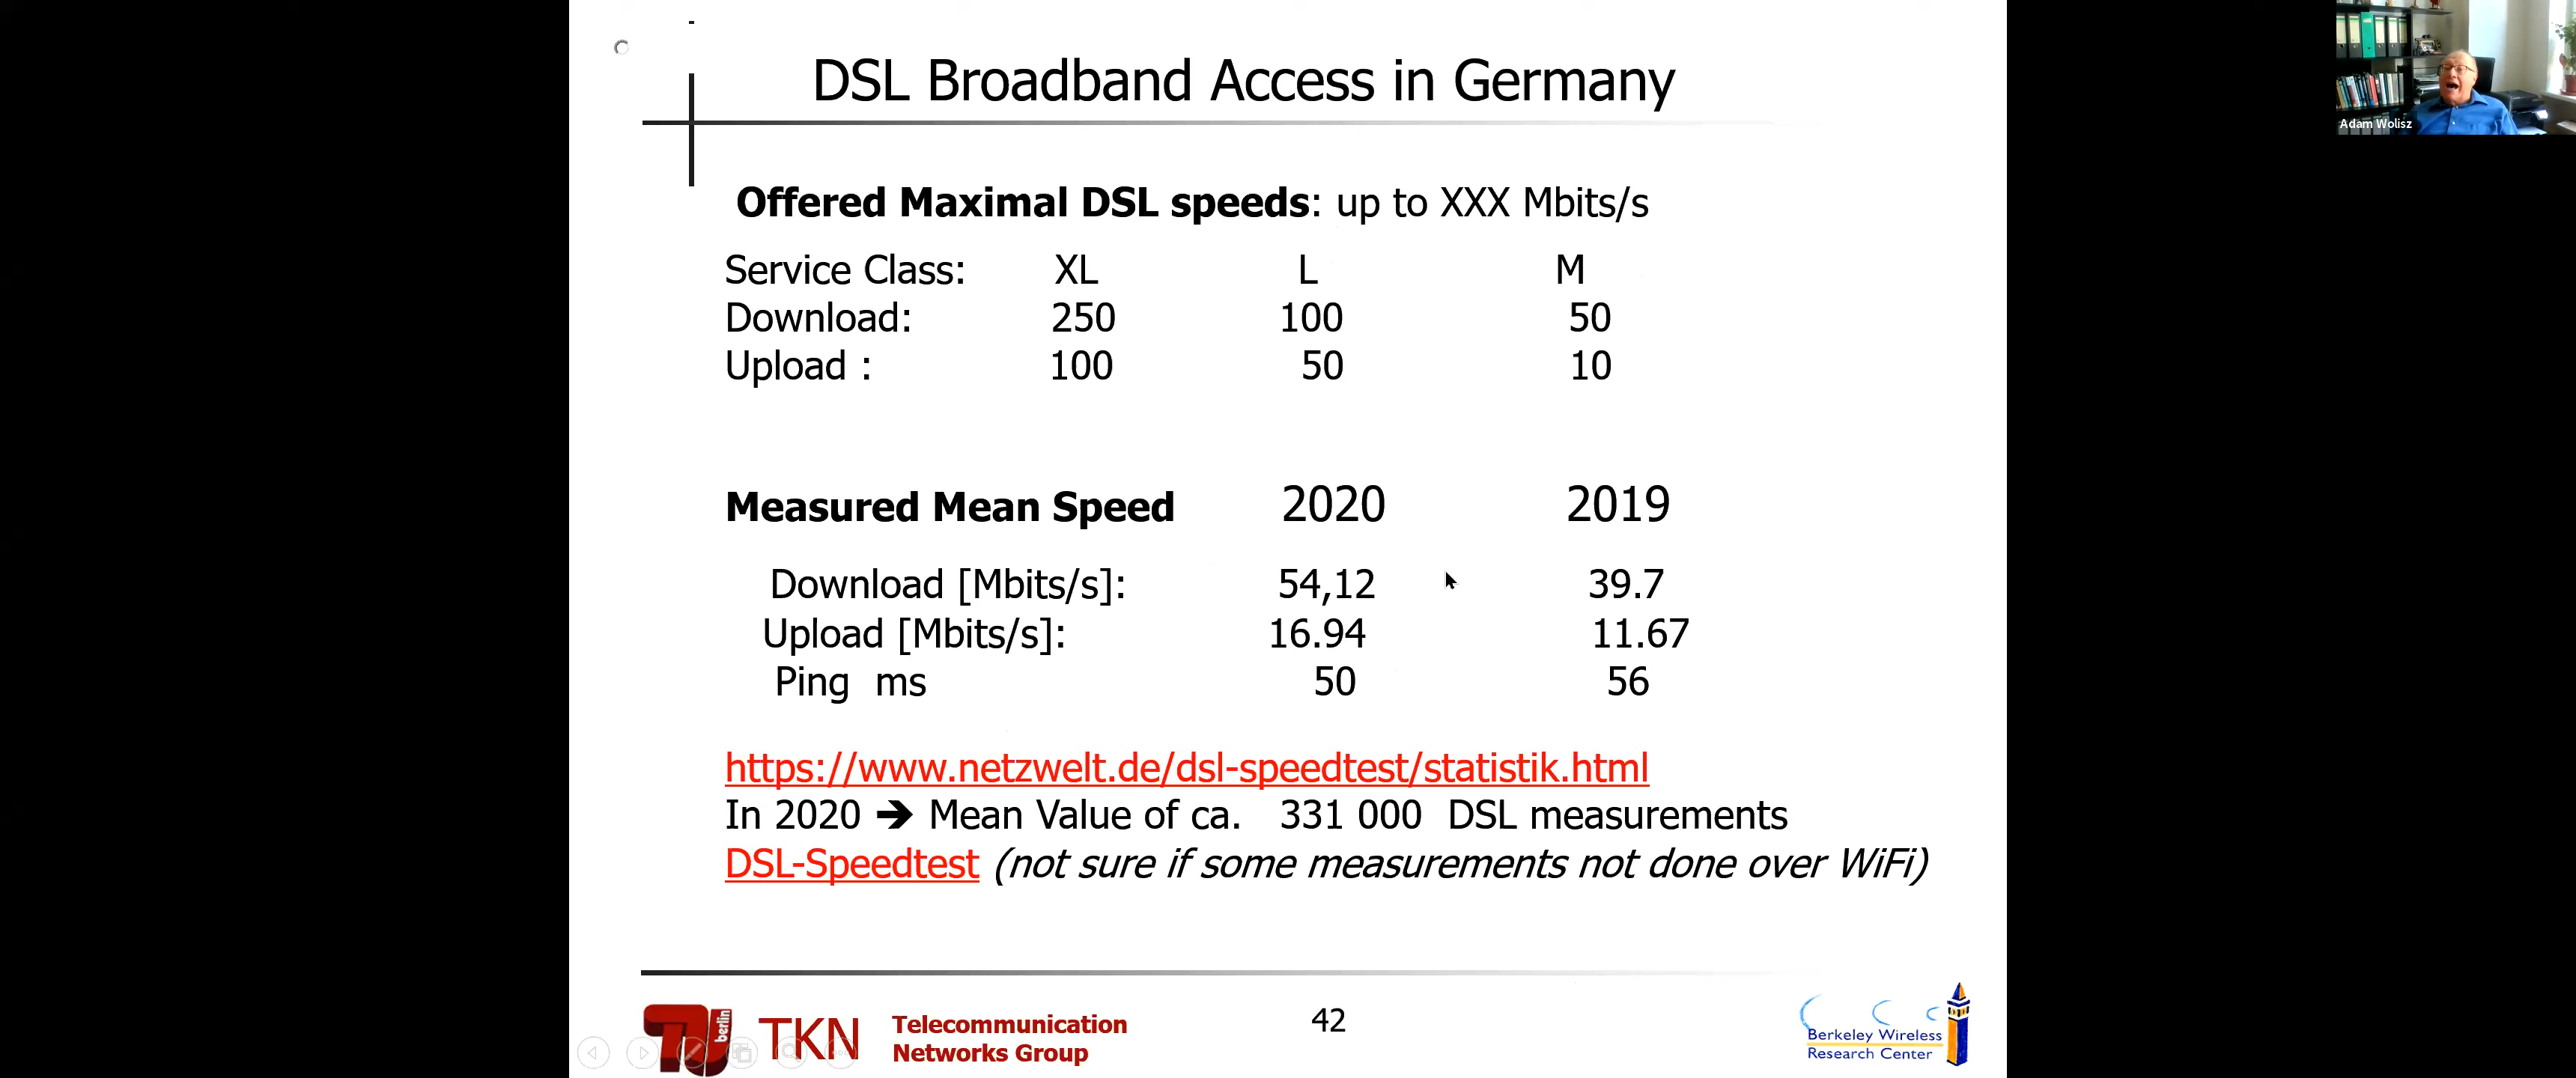 DSL Broadband Access in Germany
Adam Wolisz
Offered Maximal DSL speeds: up to XXX Mbits/s
Service Class: XL L M
Download: 250 100 50
Upload : 100 50 10
Measured Mean Speed 2020 2019
Download [Mbits/s]: 54,12 39.7
Upload [Mbits/s]: 16.94 11.67
Ping ms 50 56
https://www.netzwelt.de/dsl-speedtest/statistik.html
In 2020 ➔ Mean Value of ca. 331 000 DSL measurements
DSL-Speedtest (not sure if some measurements not done over WiFi)
berlin
TKN
Telecommunication
Networks Group
42
Berkeley Wireless
Research Center